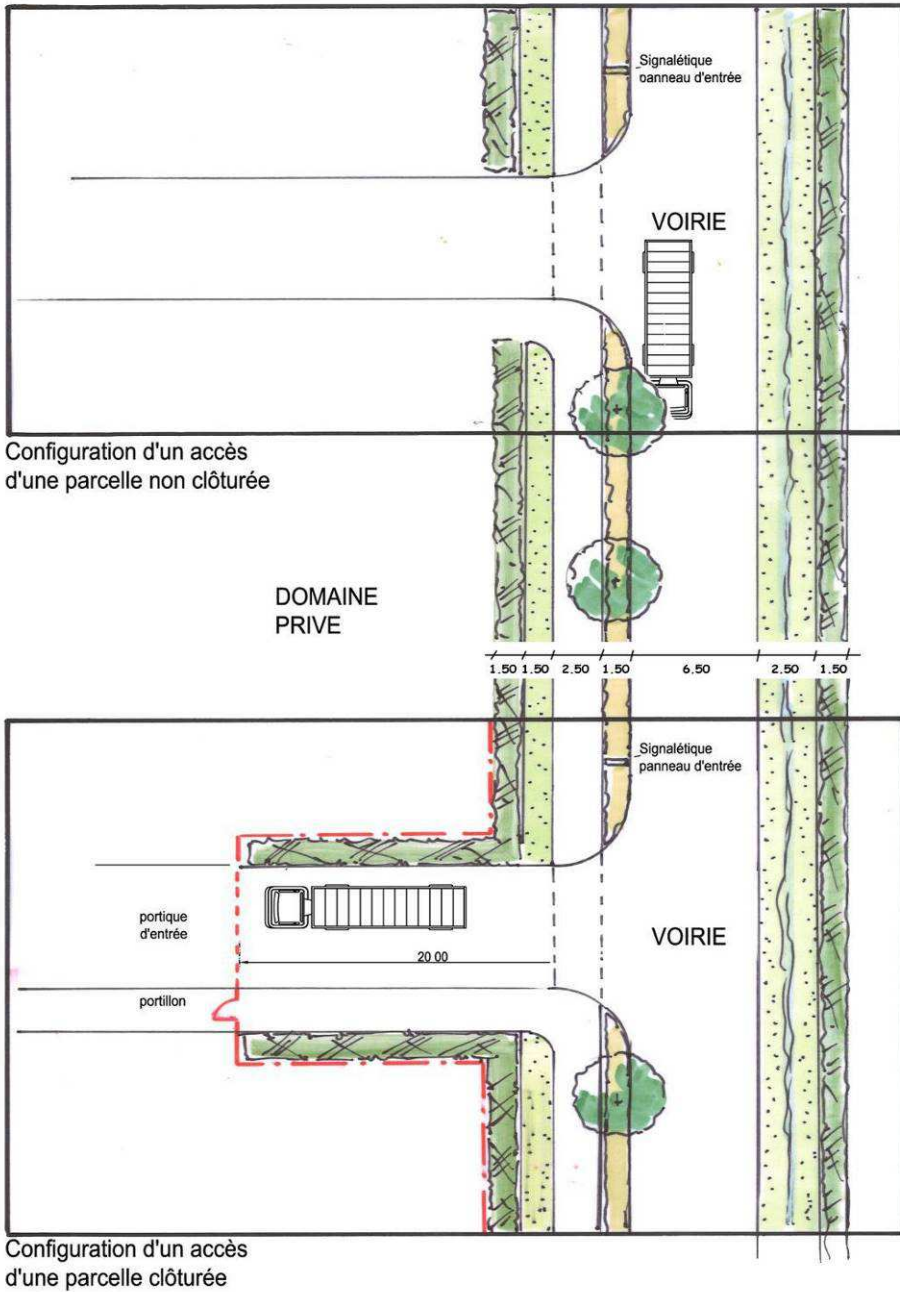 Signalétique
oanneau d'entrée
VOIRIE
Configuration d'un accès
d'une parcelle non clôturée
DOMAINE
PRIVE
1.50 1.50 2.50 1.50 6.50 2.50 1.50
Signalétique
panneau d'entrée
portique
d'entrée
VOIRIE
20 00
portillon
Configuration d'un accès
d'une parcelle clôturée